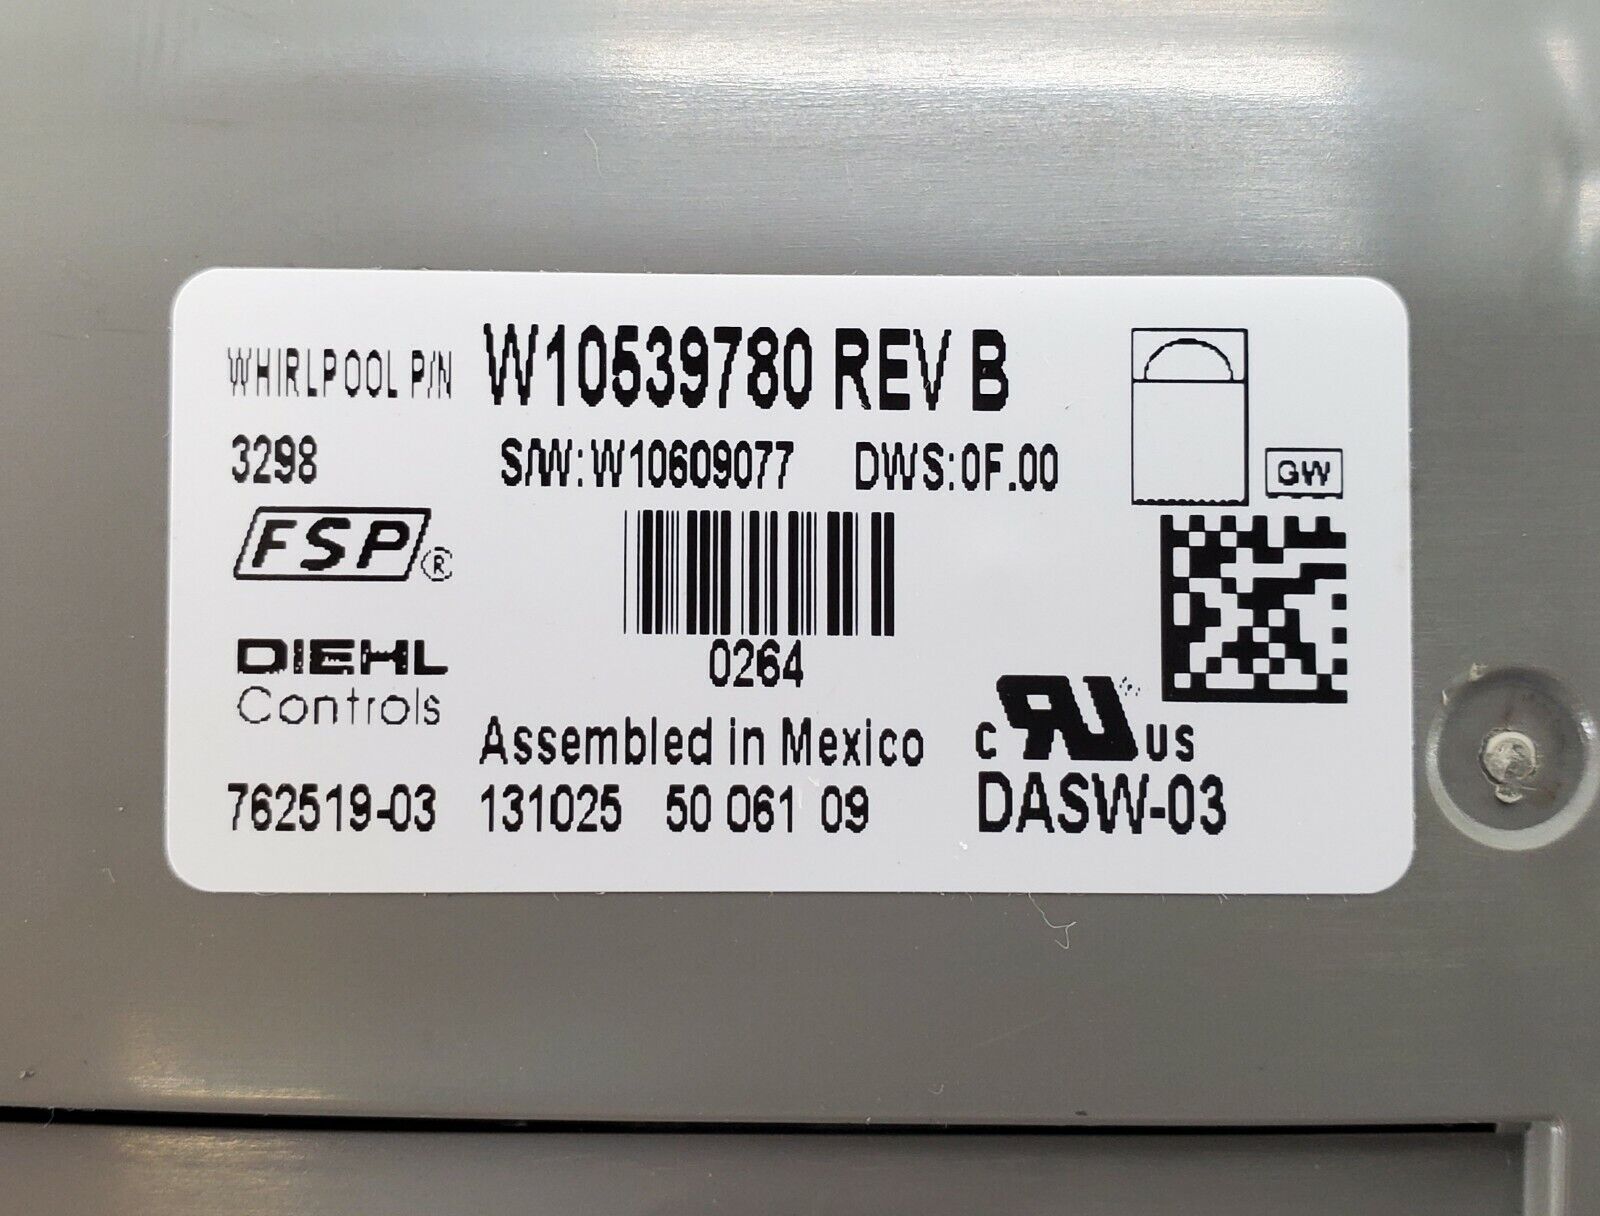 WHIRLPOOL P/N W10539780 REV B
3298 S/W:W10609077 DWS:0F.00
GW
FSP®
0264
DIEHL
Controls
Assembled in Mexico c RU US
762519-03 131025 50 061 09 DASW-03